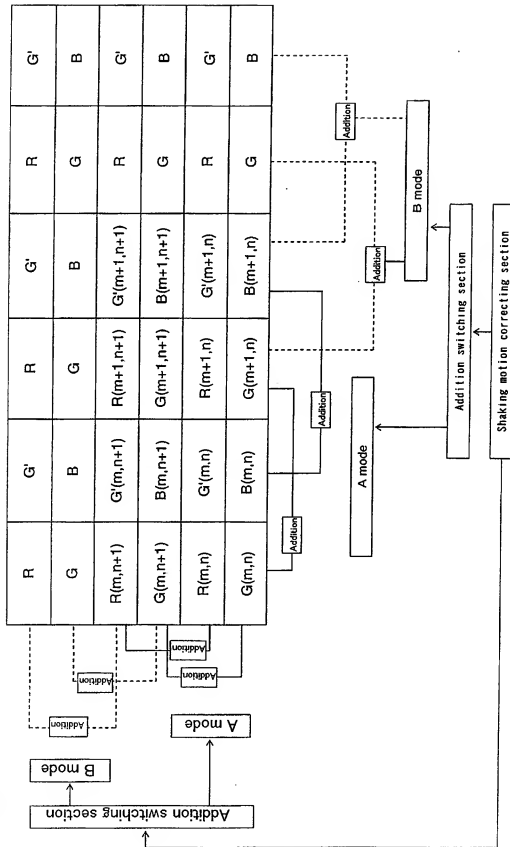 R G' R G' R G'
G B G B G B
R(m,n+1) G'(m,n+1) R(m+1,n+1) G'(m+1,n+1) R G'
G(m,n+1) B(m,n+1) G(m+1,n+1) B(m+1,n+1) G B
R(m,n) G'(m,n) R(m+1,n) G'(m+1,n) R G'
G(m,n) B(m,n) G(m+1,n) B(m+1,n) G B
Addition
Addition
Addition
Addition
B mode
A mode
Addition switching section
Addition
Addition
Addition
Addition
A mode
B mode
Addition switching section
Shaking motion correcting section